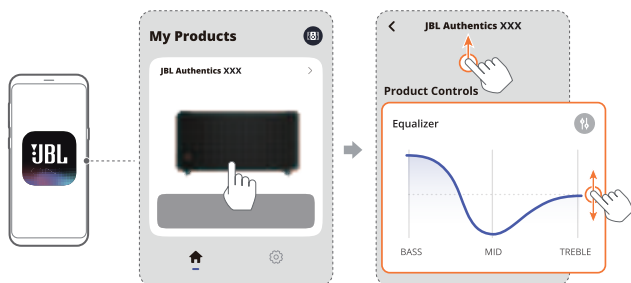 JBL
My Products
JBL Authentics XXX
JBL Authentics XXX
Product Controls
Equalizer
BASS MID TREBLE